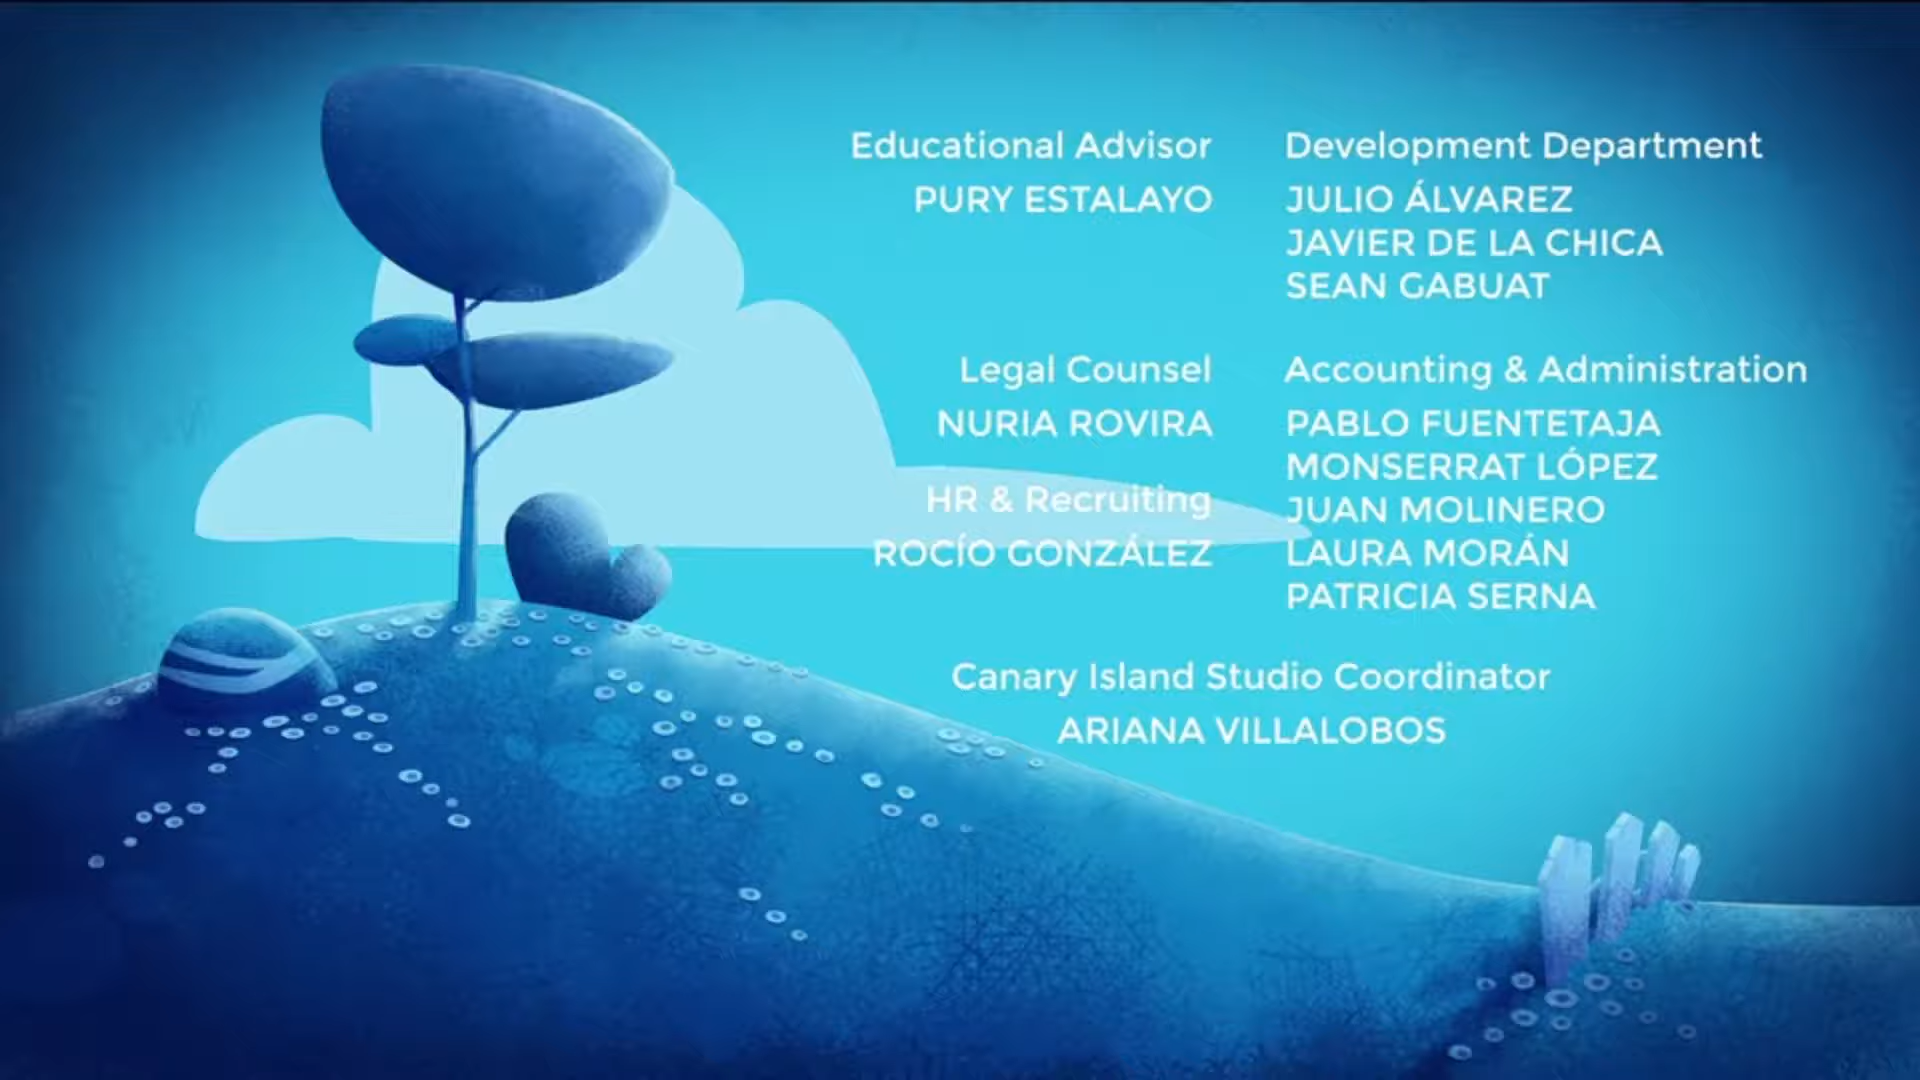 Educational Advisor
PURY ESTALAYO
Development Department
JULIO ÁLVAREZ
JAVIER DE LA CHICA
SEAN GABUAT
Legal Counsel
NURIA ROVIRA
HR & Recruiting
ROCÍO GONZÁLEZ
Accounting & Administration
PABLO FUENTETAJA
MONSERRAT LÓPEZ
JUAN MOLINERO
LAURA MORÁN
PATRICIA SERNA
Canary Island Studio Coordinator
ARIANA VILLALOBOS